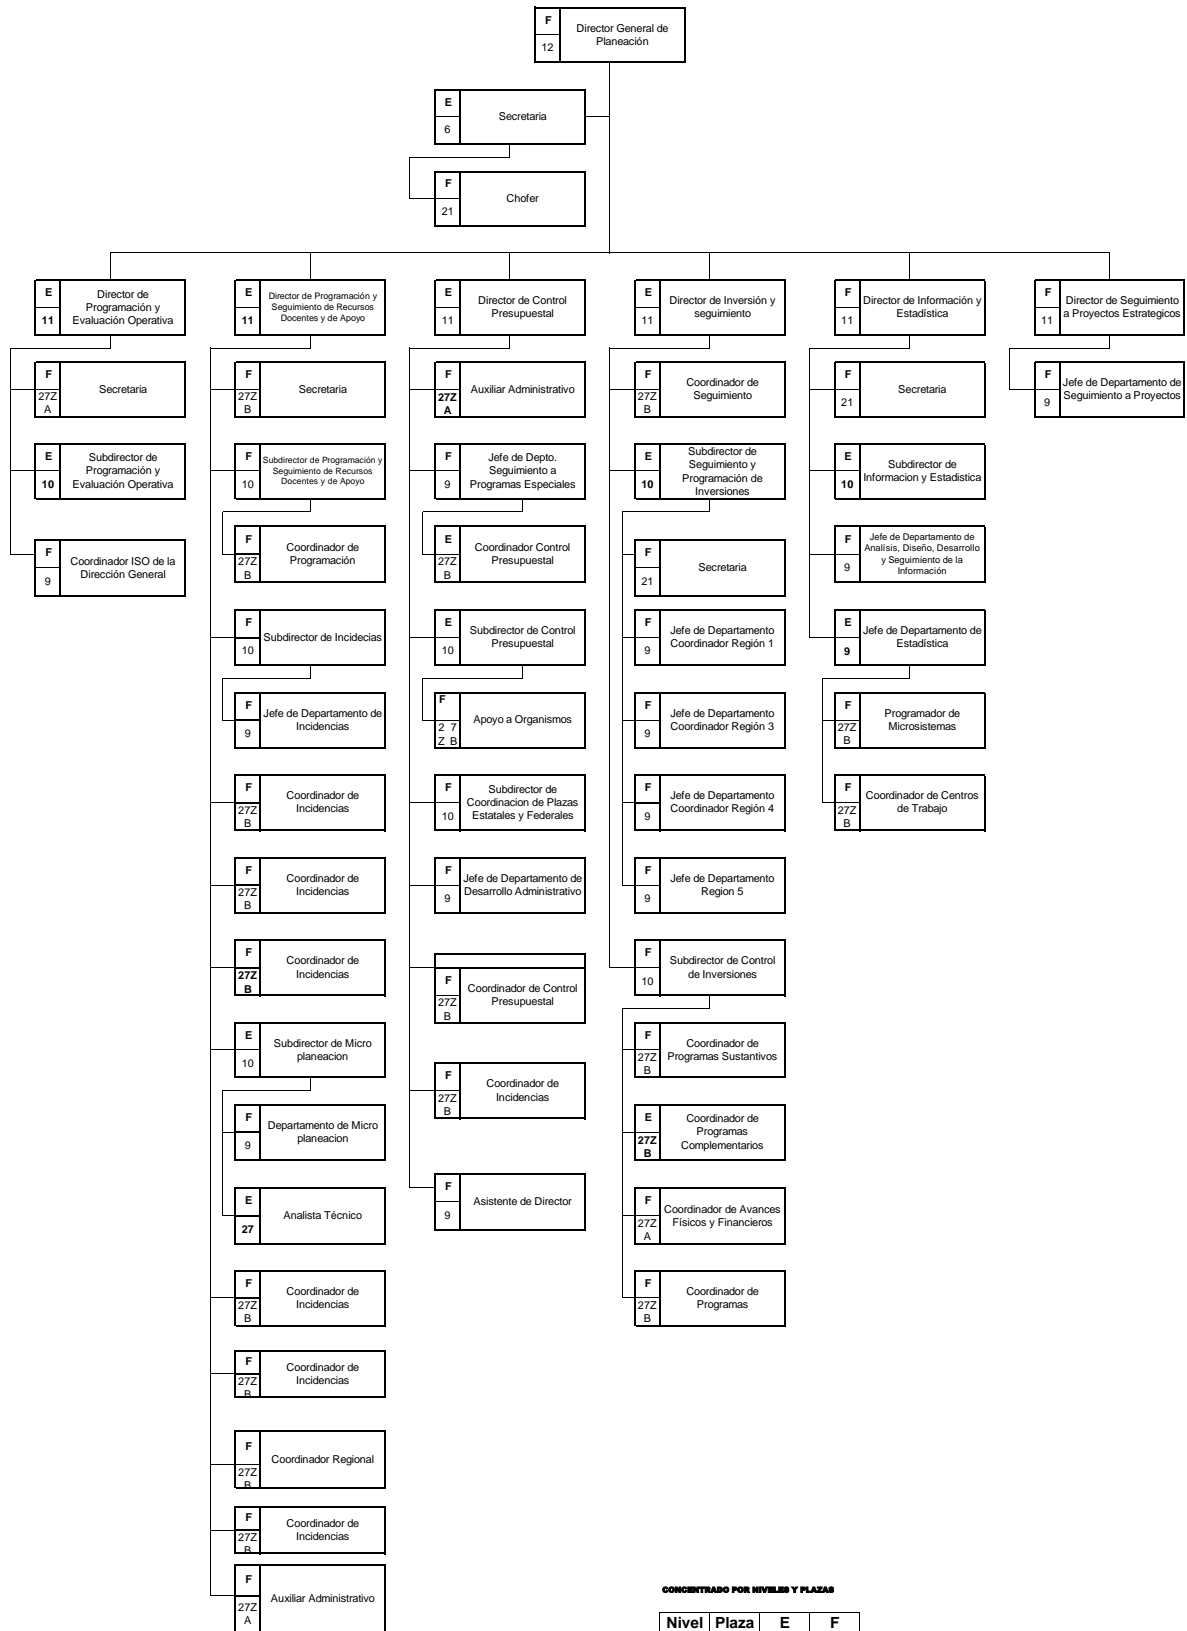 F
12
Director General de
Planeación
E
6
Secretaria
F
21
Chofer
E
11
Director de
Programación y
Evaluación Operativa
F
27Z
A
Secretaria
E
10
Subdirector de
Programación y
Evaluación Operativa
F
9
Coordinador ISO de la
Dirección General
E
11
Director de Programación y
Seguimiento de Recursos
Docentes y de Apoyo
F
27Z
B
Secretaria
F
10
Subdirector de Programación y
Seguimiento de Recursos
Docentes y de Apoyo
F
27Z
B
Coordinador de
Programación
F
10
Subdirector de Incidecias
F
9
Jefe de Departamento de
Incidencias
F
27Z
B
Coordinador de
Incidencias
F
27Z
B
Coordinador de
Incidencias
F
27Z
B
Coordinador de
Incidencias
E
10
Subdirector de Micro
planeacion
F
9
Departamento de Micro
planeacion
E
27
Analista Técnico
F
27Z
B
Coordinador de
Incidencias
F
27Z
B
Coordinador de
Incidencias
F
27Z
B
Coordinador Regional
F
27Z
B
Coordinador de
Incidencias
F
27Z
A
Auxiliar Administrativo
E
11
Director de Control
Presupuestal
F
27Z
A
Auxiliar Administrativo
F
9
Jefe de Depto.
Seguimiento a
Programas Especiales
E
27Z
B
Coordinador Control
Presupuestal
E
10
Subdirector de Control
Presupuestal
F
2 7
Z B
Apoyo a Organismos
F
10
Subdirector de
Coordinacion de Plazas
Estatales y Federales
F
9
Jefe de Departamento de
Desarrollo Administrativo
F
27Z
B
Coordinador de Control
Presupuestal
F
27Z
B
Coordinador de
Incidencias
F
9
Asistente de Director
E
11
Director de Inversión y
seguimiento
F
27Z
B
Coordinador de
Seguimiento
E
10
Subdirector de
Seguimiento y
Programación de
Inversiones
F
21
Secretaria
F
9
Jefe de Departamento
Coordinador Región 1
F
9
Jefe de Departamento
Coordinador Región 3
F
9
Jefe de Departamento
Coordinador Región 4
F
9
Jefe de Departamento
Region 5
F
10
Subdirector de Control
de Inversiones
F
27Z
B
Coordinador de
Programas Sustantivos
E
27Z
B
Coordinador de
Programas
Complementarios
F
27Z
A
Coordinador de Avances
Físicos y Financieros
F
27Z
B
Coordinador de
Programas
F
11
Director de Información y
Estadística
F
21
Secretaria
E
10
Subdirector de
Informacion y Estadistica
F
9
Jefe de Departamento de
Analísis, Diseño, Desarrollo
y Seguimiento de la
Información
E
9
Jefe de Departamento de
Estadística
F
27Z
B
Programador de
Microsistemas
F
27Z
B
Coordinador de Centros
de Trabajo
F
11
Director de Seguimiento
a Proyectos Estrategicos
F
9
Jefe de Departamento de
Seguimiento a Proyectos
CONCENTRADO POR NIVELES Y PLAZAS
Nivel Plaza E F